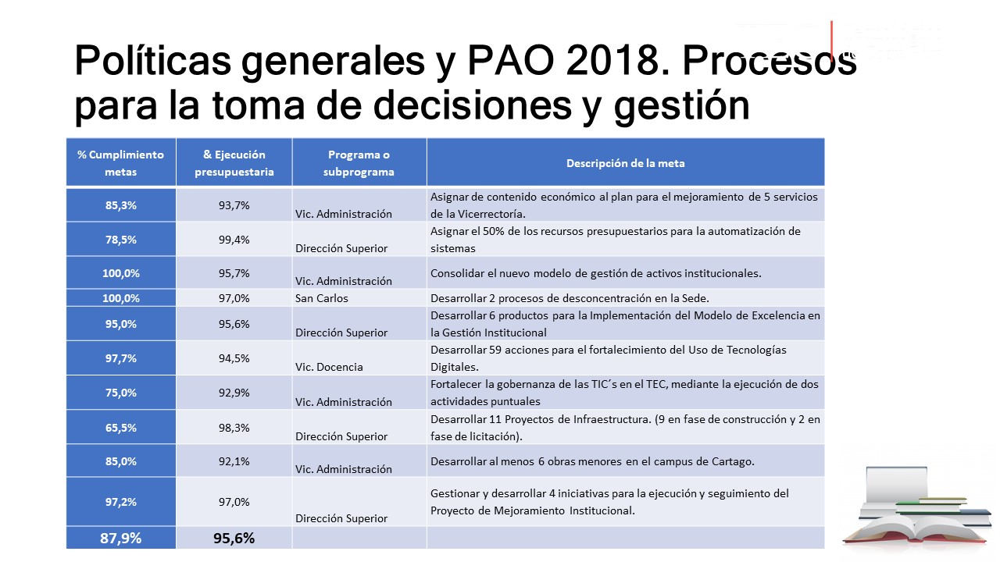 Políticas generales y PAO 2018. Procesos
para la toma de decisiones y gestión
% Cumplimiento metas | & Ejecución presupuestaria | Programa o subprograma | Descripción de la meta
85,3% | 93,7% | Vic. Administración | Asignar de contenido económico al plan para el mejoramiento de 5 servicios
de la Vicerrectoría.
78,5% | 99,4% | Dirección Superior | Asignar el 50% de los recursos presupuestarios para la automatización de
sistemas
100,0% | 95,7% | Vic. Administración | Consolidar el nuevo modelo de gestión de activos institucionales.
100,0% | 97,0% | San Carlos | Desarrollar 2 procesos de desconcentración en la Sede.
95,0% | 95,6% | Dirección Superior | Desarrollar 6 productos para la Implementación del Modelo de Excelencia en
la Gestión Institucional
97,7% | 94,5% | Vic. Docencia | Desarrollar 59 acciones para el fortalecimiento del Uso de Tecnologías
Digitales.
75,0% | 92,9% | Vic. Administración | Fortalecer la gobernanza de las TIC´s en el TEC, mediante la ejecución de dos
actividades puntuales
65,5% | 98,3% | Dirección Superior | Desarrollar 11 Proyectos de Infraestructura. (9 en fase de construcción y 2 en
fase de licitación).
85,0% | 92,1% | Vic. Administración | Desarrollar al menos 6 obras menores en el campus de Cartago.
97,2% | 97,0% | Dirección Superior | Gestionar y desarrollar 4 iniciativas para la ejecución y seguimiento del
Proyecto de Mejoramiento Institucional.
87,9% | 95,6%